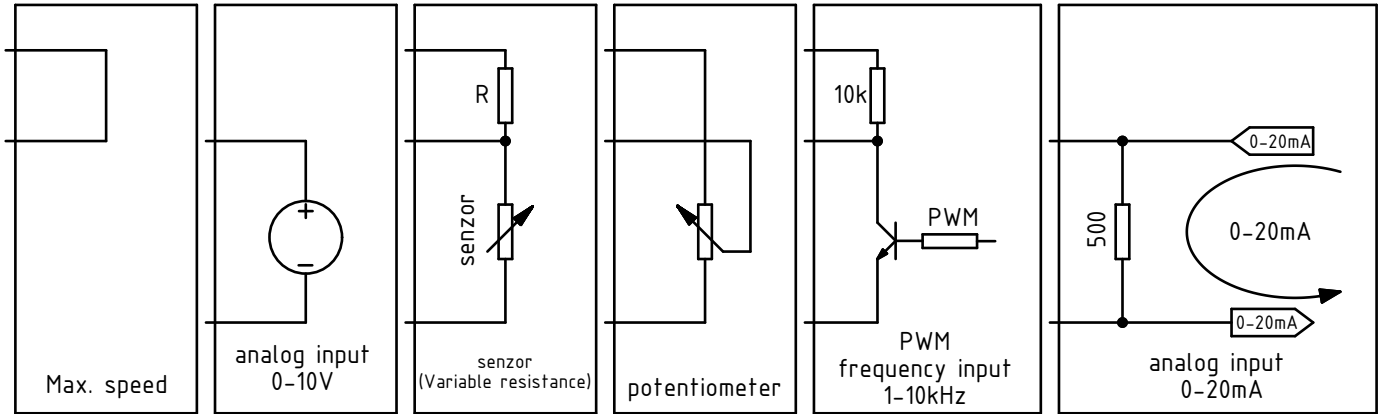 Max. speed
+
–
analog input
0-10V
R
senzor
senzor
(Variable resistance)
potentiometer
10k
PWM
PWM
frequency input
1-10kHz
0-20mA
500
0-20mA
0-20mA
analog input
0-20mA